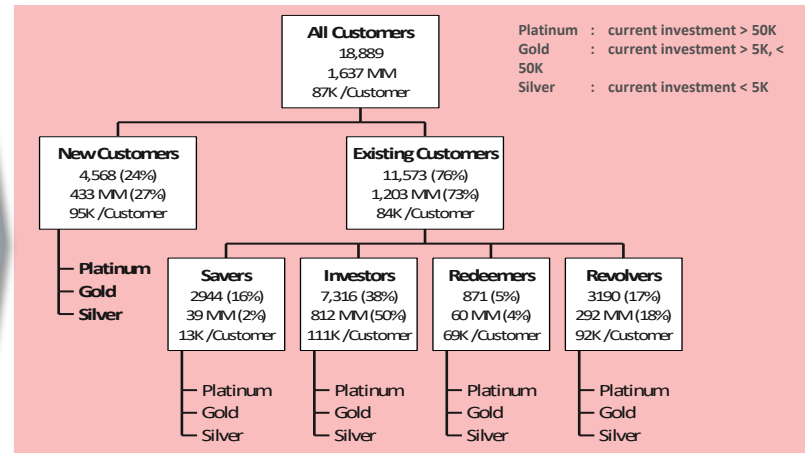 All Customers
18,889
1,637 MM
87K /Customer
Platinum : current investment > 50K
Gold : current investment > 5K, <
50K
Silver : current investment < 5K
New Customers
4,568 (24%)
433 MM (27%)
95K /Customer
Existing Customers
11,573 (76%)
1,203 MM (73%)
84K /Customer
Platinum
Gold
Silver
Savers
2944 (16%)
39 MM (2%)
13K /Customer
Investors
7,316 (38%)
812 MM (50%)
111K /Customer
Redeemers
871 (5%)
60 MM (4%)
69K /Customer
Revolvers
3190 (17%)
292 MM (18%)
92K /Customer
Platinum
Gold
Silver
Platinum
Gold
Silver
Platinum
Gold
Silver
Platinum
Gold
Silver